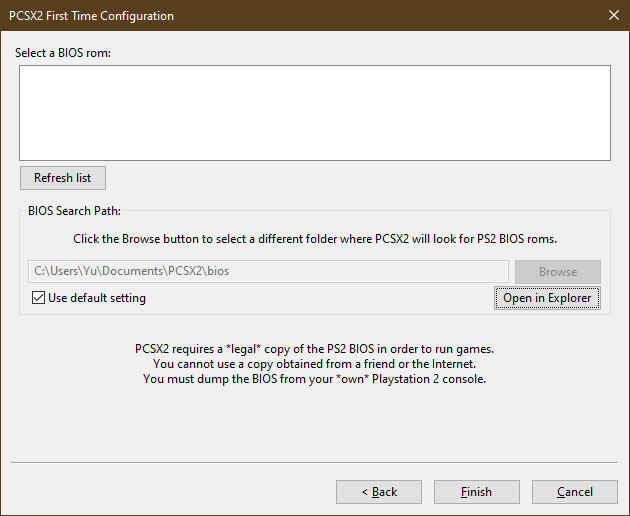 PCSX2 First Time Configuration
Select a BIOS rom:
Refresh list
BIOS Search Path:
Click the Browse button to select a different folder where PCSX2 will look for PS2 BIOS roms.
C:\Users\Yu\Documents\PCSX2\bios
Browse
Use default setting
Open in Explorer
PCSX2 requires a *legal* copy of the PS2 BIOS in order to run games.
You cannot use a copy obtained from a friend or the Internet.
You must dump the BIOS from your *own* Playstation 2 console.
< Back
Finish
Cancel